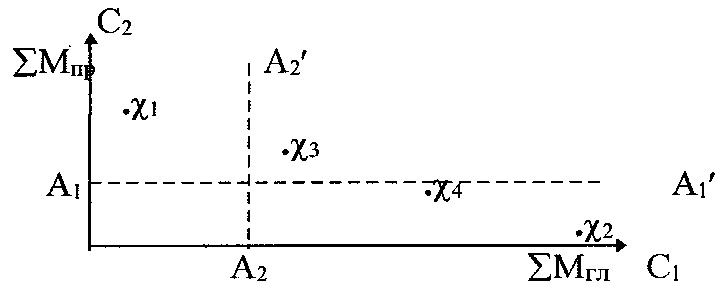 C₂
∑Mпр A₂′
χ₁
χ₃
A₁ χ₄ A₁′
χ₂
A₂ ∑Mгл C₁